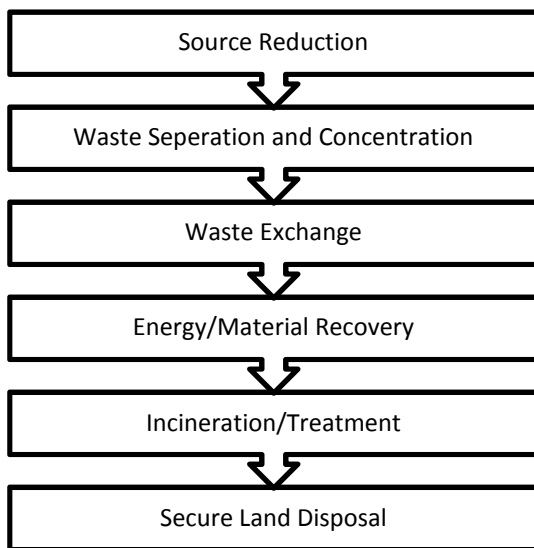 Source Reduction
Waste Seperation and Concentration
Waste Exchange
Energy/Material Recovery
Incineration/Treatment
Secure Land Disposal